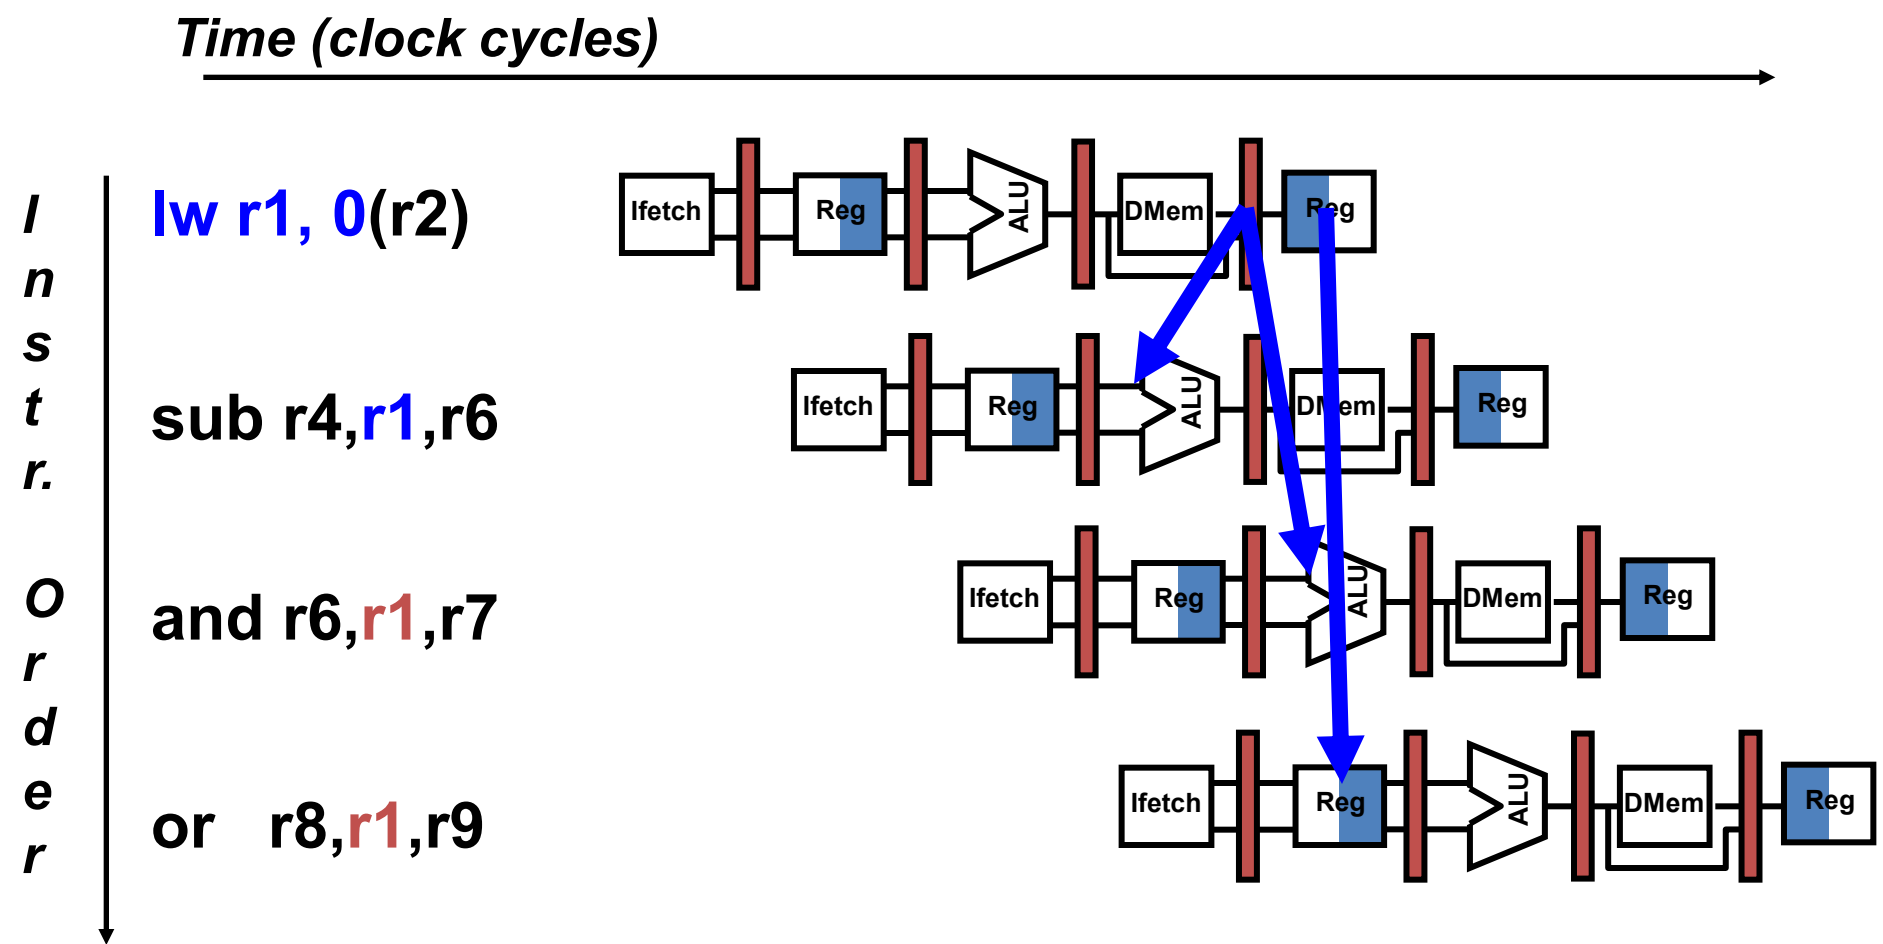 Time (clock cycles)
Instr. Order
lw r1, 0(r2)
Ifetch Reg ALU DMem Reg
sub r4,r1,r6
Ifetch Reg ALU DMem Reg
and r6,r1,r7
Ifetch Reg ALU DMem Reg
or r8,r1,r9
Ifetch Reg ALU DMem Reg